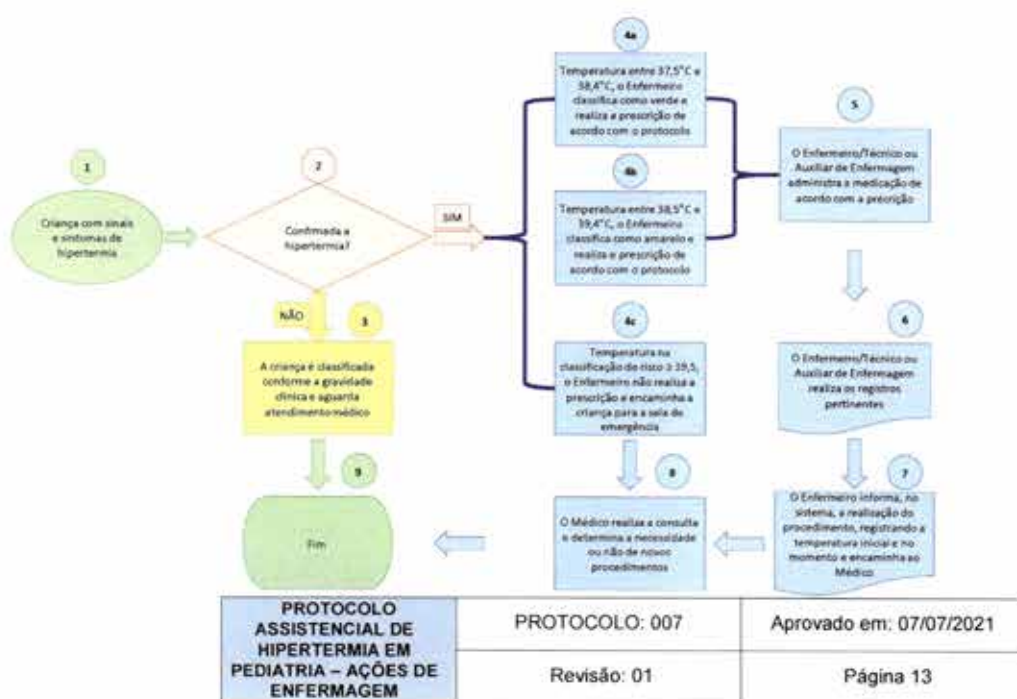 1
Criança com sinais
e sintomas de
hipertermia
2
Confirmada a
hipertermia?
SIM
NÃO
3
A criança é classificada
conforme a gravidade
clínica e aguarda
atendimento médico
4a
Temperatura entre 37,5°C e
38,4°C, o Enfermeiro
classifica como verde e
realiza a prescrição de
acordo com o protocolo
4b
Temperatura entre 38,5°C e
39,4°C, o Enfermeiro
classifica como amarelo e
realiza e prescrição de
acordo com o protocolo
4c
Temperatura na
classificação de risco ≥ 39,5,
o Enfermeiro não realiza a
prescrição e encaminha a
criança para a sala de
emergência
5
O Enfermeiro/Técnico ou
Auxiliar de Enfermagem
administra a medicação de
acordo com a precrição
6
O Enfermeiro/Técnico ou
Auxiliar de Enfermagem
realiza os registros
pertinentes
7
O Enfermeiro informa, no
sistema, a realização do
procedimento, registrando a
temperatura inicial e no
momento e encaminha ao
Médico
8
O Médico realiza a consulta
e determina a necessidade
ou não de novos
procedimentos
9
Fim
PROTOCOLO
ASSISTENCIAL DE
HIPERTERMIA EM
PEDIATRIA – AÇÕES DE
ENFERMAGEM
PROTOCOLO: 007
Aprovado em: 07/07/2021
Revisão: 01
Página 13